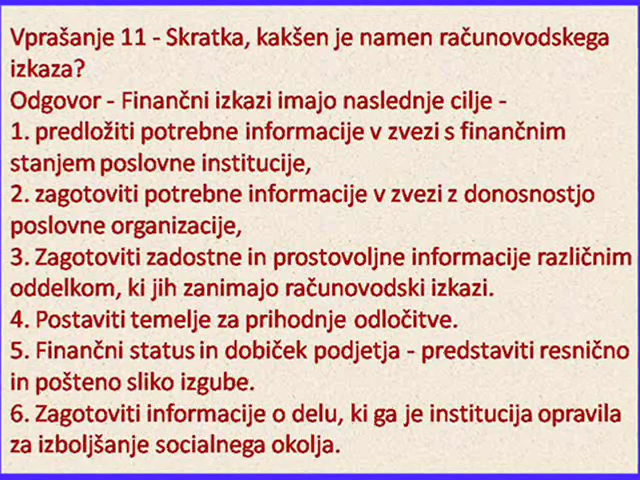 Vprašanje 11 - Skratka, kakšen je namen računovodskega
izkaza?
Odgovor - Finančni izkazi imajo naslednje cilje -
1. predložiti potrebne informacije v zvezi s finančnim
stanjem poslovne institucije,
2. zagotoviti potrebne informacije v zvezi z donosnostjo
poslovne organizacije,
3. Zagotoviti zadostne in prostovoljne informacije različnim
oddelkom, ki jih zanimajo računovodski izkazi.
4. Postaviti temelje za prihodnje odločitve.
5. Finančni status in dobiček podjetja - predstaviti resnično
in pošteno sliko izgube.
6. Zagotoviti informacije o delu, ki ga je institucija opravila
za izboljšanje socialnega okolja.